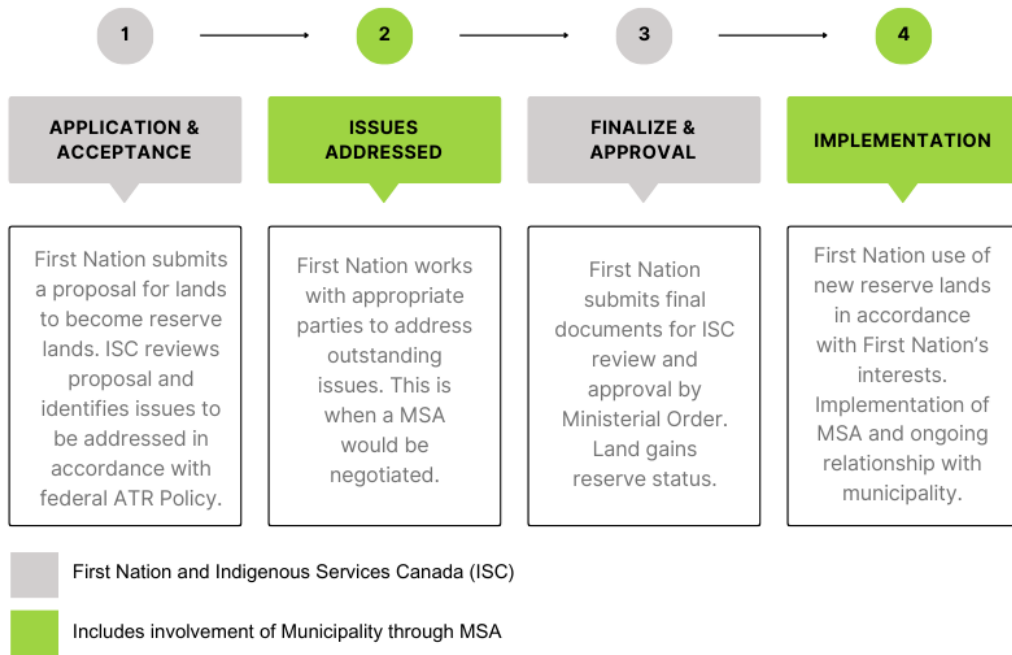 1
2
3
4
APPLICATION &
ACCEPTANCE
ISSUES
ADDRESSED
FINALIZE &
APPROVAL
IMPLEMENTATION
First Nation submits
a proposal for lands
to become reserve
lands. ISC reviews
proposal and
identifies issues to
be addressed in
accordance with
federal ATR Policy.
First Nation works
with appropriate
parties to address
outstanding
issues. This is
when a MSA
would be
negotiated.
First Nation
submits final
documents for ISC
review and
approval by
Ministerial Order.
Land gains
reserve status.
First Nation use of
new reserve lands
in accordance
with First Nation's
interests.
Implementation of
MSA and ongoing
relationship with
municipality.
First Nation and Indigenous Services Canada (ISC)
Includes involvement of Municipality through MSA